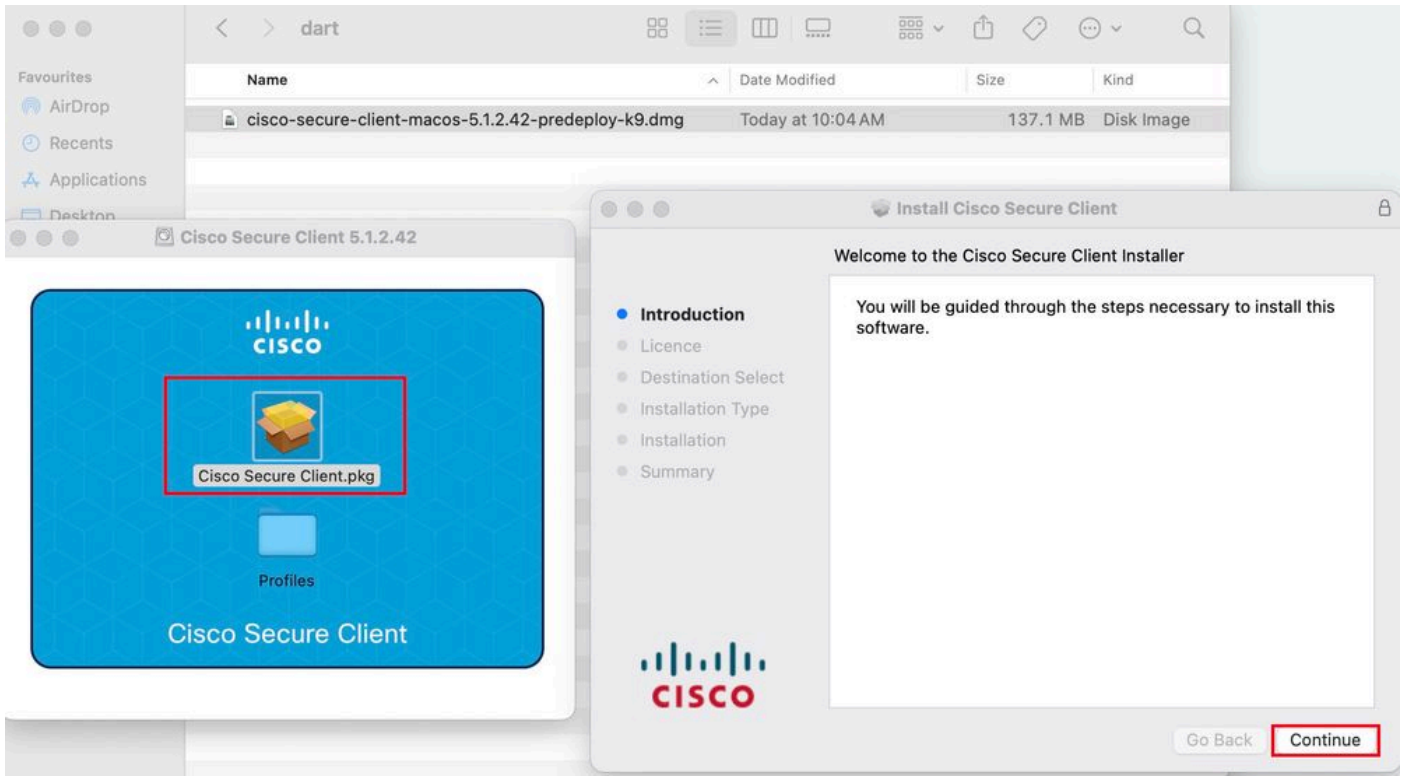 dart
Favourites
AirDrop
Recents
Applications
Desktop
Name
Date Modified
Size
Kind
cisco-secure-client-macos-5.1.2.42-predeploy-k9.dmg
Today at 10:04 AM
137.1 MB
Disk Image
Cisco Secure Client 5.1.2.42
CISCO
Cisco Secure Client.pkg
Profiles
Cisco Secure Client
Install Cisco Secure Client
Welcome to the Cisco Secure Client Installer
Introduction
Licence
Destination Select
Installation Type
Installation
Summary
You will be guided through the steps necessary to install this
software.
CISCO
Go Back
Continue